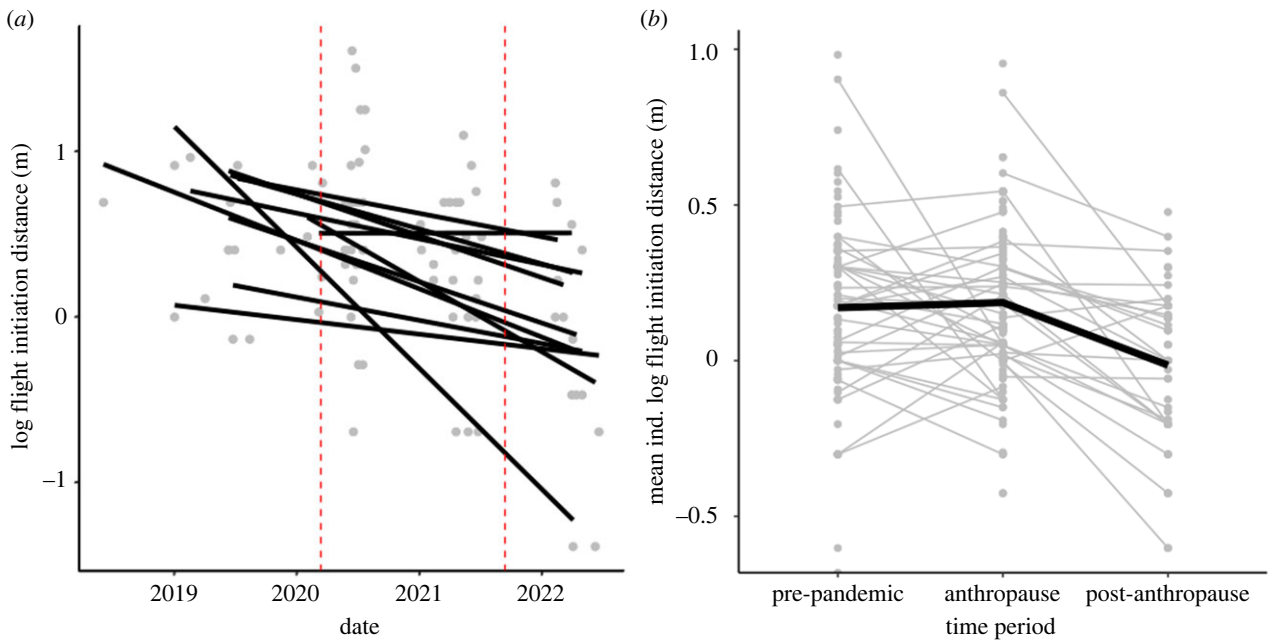 (a)
log flight initiation distance (m)
1
0
–1
2019 2020 2021 2022
date
(b)
mean ind. log flight initiation distance (m)
1.0
0.5
0
–0.5
pre-pandemic anthropause post-anthropause
time period